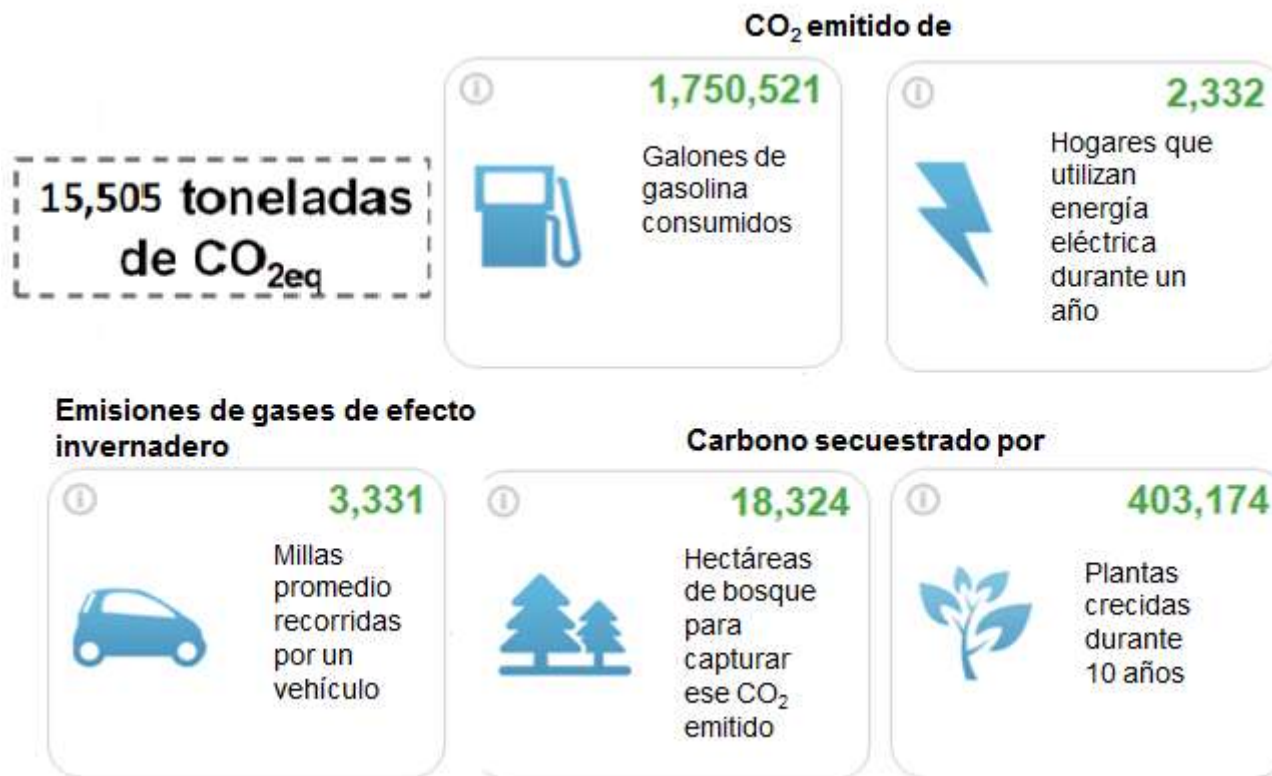 CO₂ emitido de
1,750,521
Galones de
gasolina
consumidos
2,332
Hogares que
utilizan
energía
eléctrica
durante un
año
15,505 toneladas
de CO₂eq
Emisiones de gases de efecto
invernadero
3,331
Millas
promedio
recorridas
por un
vehículo
Carbono secuestrado por
18,324
Hectáreas
de bosque
para
capturar
ese CO₂
emitido
403,174
Plantas
crecidas
durante
10 años